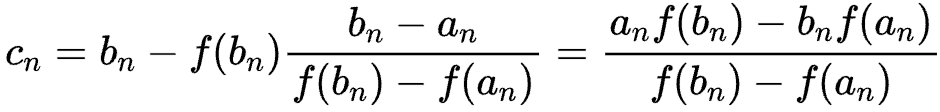 c_n = b_n − f(b_n) \frac{b_n − a_n}{f(b_n) − f(a_n)} = \frac{a_n f(b_n) − b_n f(a_n)}{f(b_n) − f(a_n)}